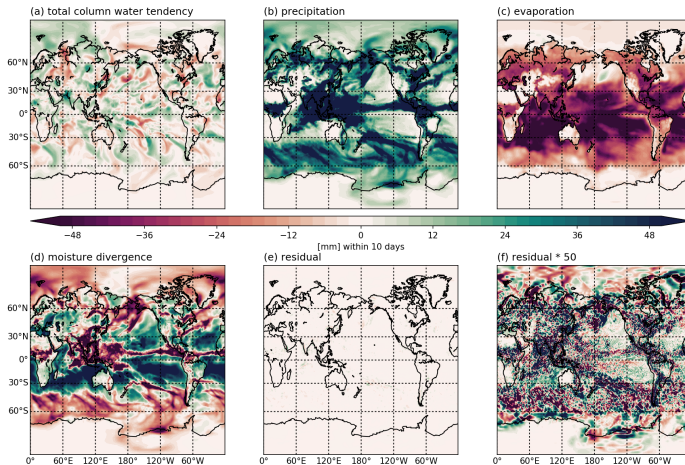 (a) total column water tendency
(b) precipitation
(c) evaporation
60°N
30°N
0°
30°S
60°S
−48
−36
−24
−12
0
12
24
36
48
[mm] within 10 days
(d) moisture divergence
(e) residual
(f) residual * 50
60°N
30°N
0°
30°S
60°S
0°
60°E
120°E
180°
120°W
60°W
0°
60°E
120°E
180°
120°W
60°W
0°
60°E
120°E
180°
120°W
60°W